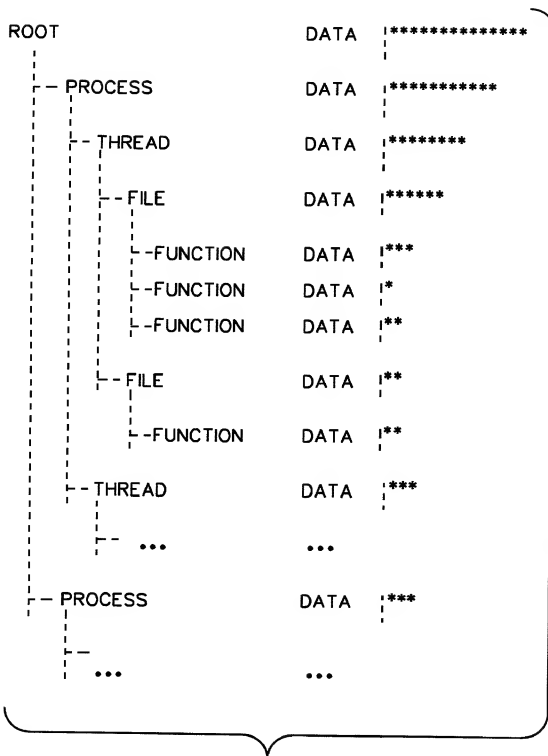 ROOT DATA **************
PROCESS DATA ***********
THREAD DATA ********
FILE DATA ******
FUNCTION DATA ***
FUNCTION DATA *
FUNCTION DATA **
FILE DATA **
FUNCTION DATA **
THREAD DATA ***
... ...
PROCESS DATA ***
... ...